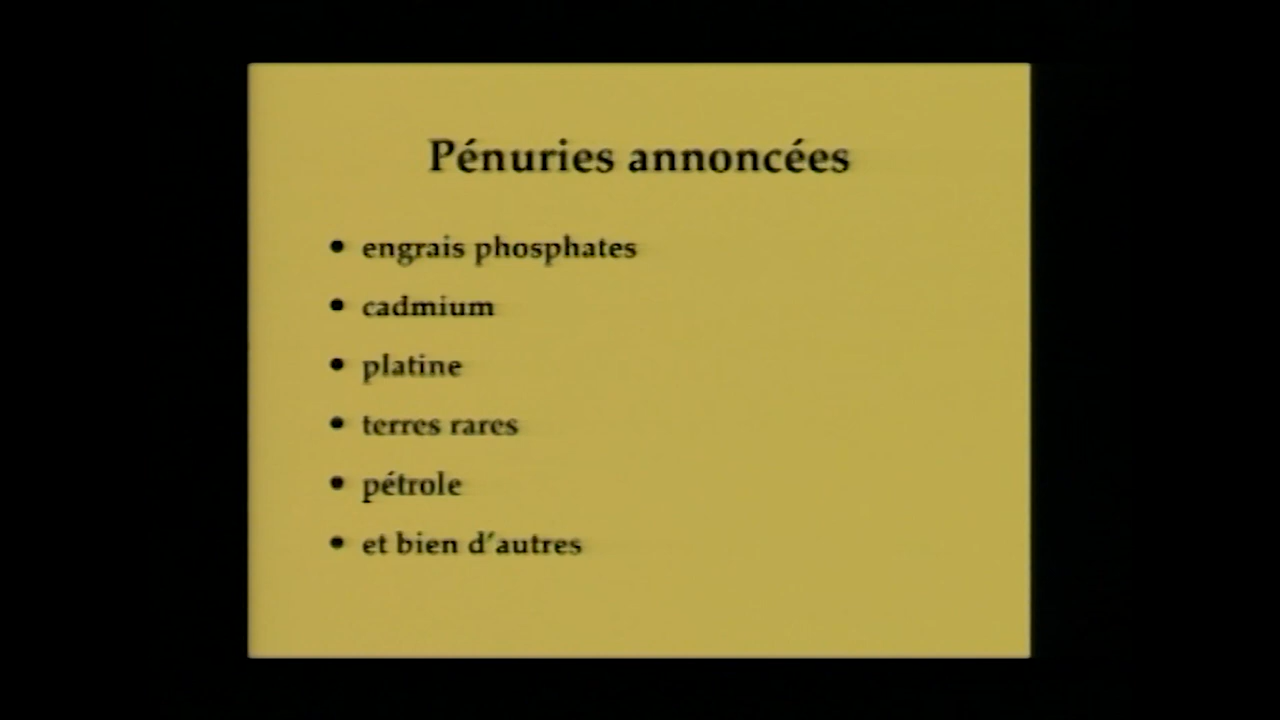 Pénuries annoncées
• engrais phosphates
• cadmium
• platine
• terres rares
• pétrole
• et bien d'autres